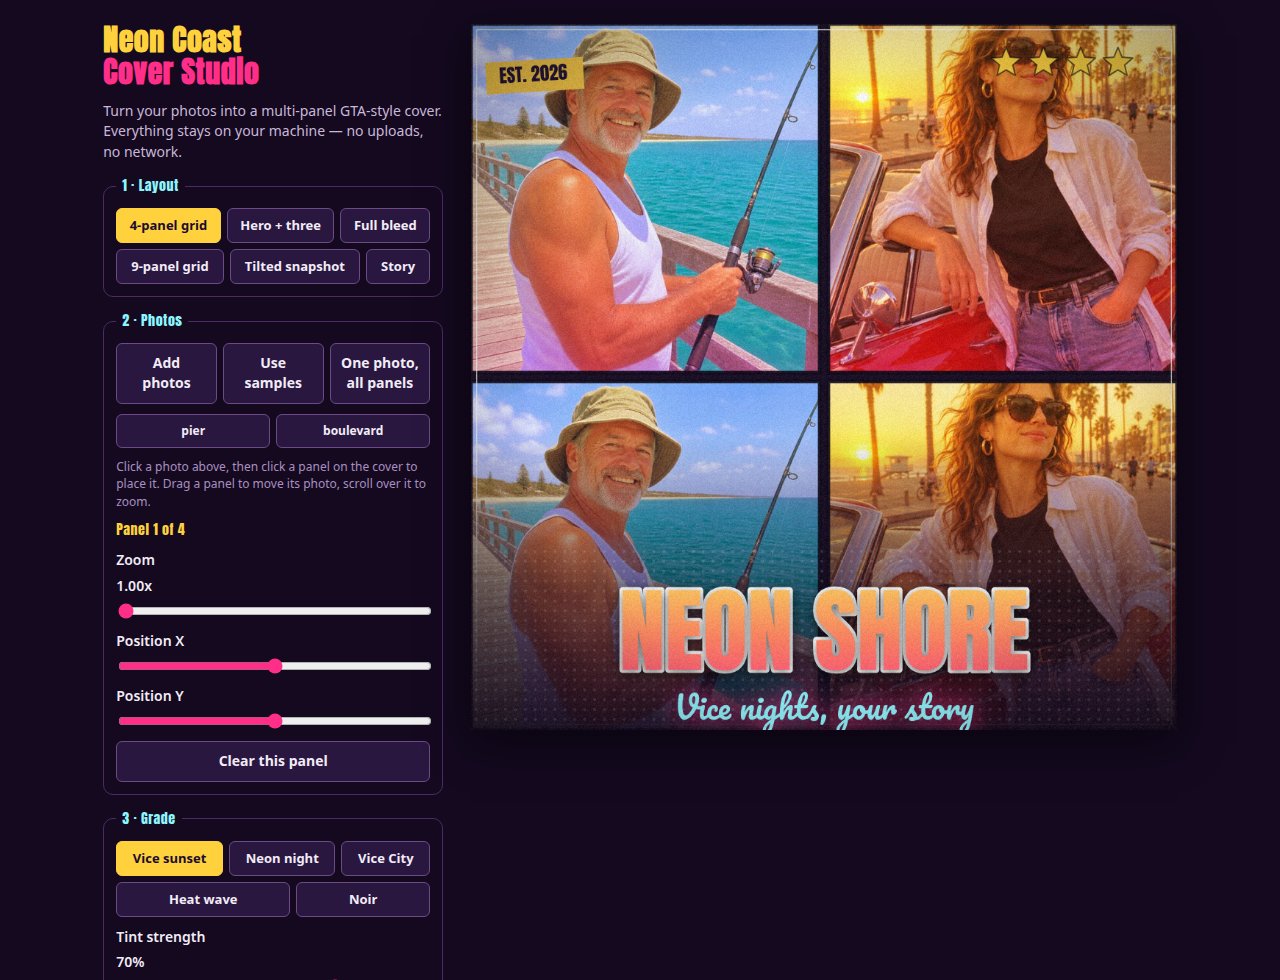 Neon Coast
Cover Studio
Turn your photos into a multi-panel GTA-style cover.
Everything stays on your machine — no uploads,
no network.
1 · Layout
4-panel grid
Hero + three
Full bleed
9-panel grid
Tilted snapshot
Story
2 · Photos
Add
photos
Use
samples
One photo,
all panels
pier
boulevard
Click a photo above, then click a panel on the cover to
place it. Drag a panel to move its photo, scroll over it to
zoom.
Panel 1 of 4
Zoom
1.00x
Position X
Position Y
Clear this panel
3 · Grade
Vice sunset
Neon night
Vice City
Heat wave
Noir
Tint strength
70%
EST. 2026
NEON SHORE
Vice nights, your story